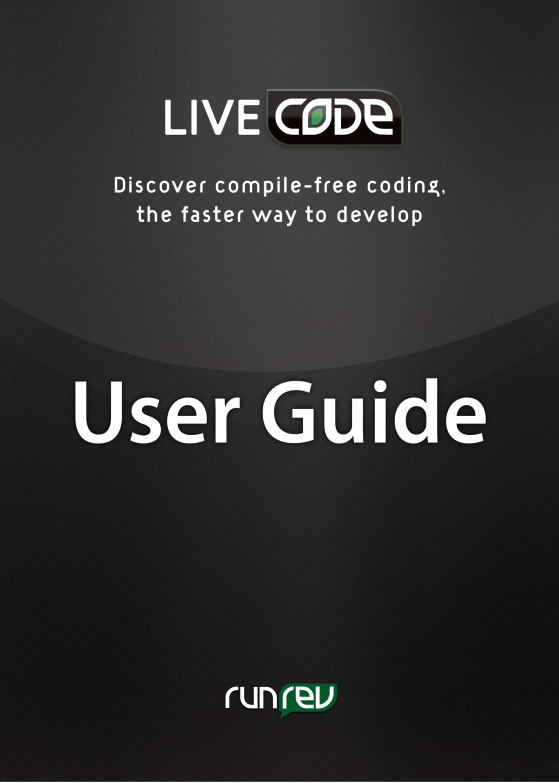 LIVE CODE
Discover compile-free coding,
the faster way to develop
User Guide
runrev